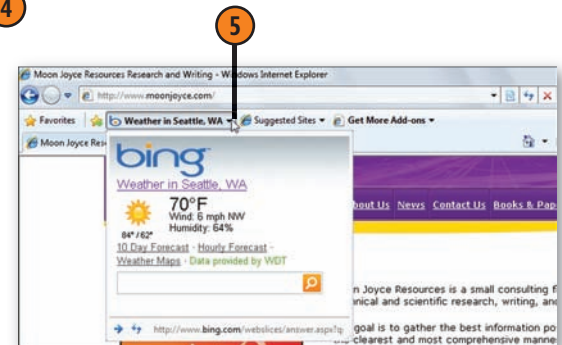 4
5
Moon Joyce Resources Research and Writing - Windows Internet Explorer
http://www.moonjoyce.com/
Favorites Weather in Seattle, WA Suggested Sites Get More Add-ons
Moon Joyce
bing
Weather in Seattle, WA
70°F
Wind: 6 mph NW
Humidity: 64%
84°/62°
10 Day Forecast - Hourly Forecast -
Weather Maps - Data provided by WDT
http://www.bing.com/webslices/answer.aspx?q
bout Us News Contact Us Books & Pap
n Joyce Resources is a small consulting f
nical and scientific research, writing, and
goal is to gather the best information po
clearest and most comprehensive manne